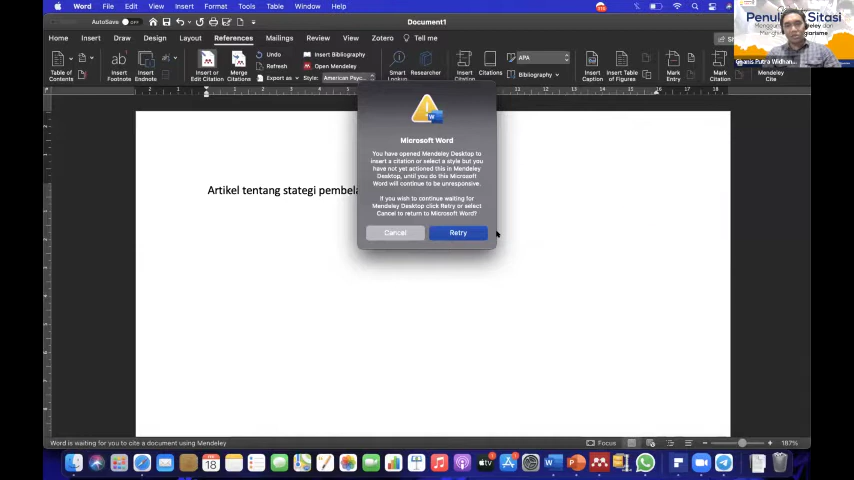 Word File Edit View Insert Format Tools Table Window Help
AutoSave OFF
Document1
Home Insert Draw Design Layout References Mailings Review View Zotero Tell me
Table of Contents
Insert Footnote
Insert Endnote
Insert or Edit Citation
Merge Citations
Undo
Refresh
Export as
Insert Bibliography
Open Mendeley
Style: American Psyc...
Smart Lookup
Researcher
Insert Citation
Citations
APA
Bibliography
Insert Caption
Insert Table of Figures
Mark Entry
Mark Citation
Mendeley Cite
Microsoft Word
You have opened Mendeley Desktop to
insert a citation or select a style but you
have not yet actioned this in Mendeley
Desktop, until you do this Microsoft
Word will continue to be unresponsive.
If you wish to continue waiting for
Mendeley Desktop click Retry or select
Cancel to return to Microsoft Word?
Cancel Retry
Artikel tentang stategi pembela
Word is waiting for you to cite a document using Mendeley
Focus
187%